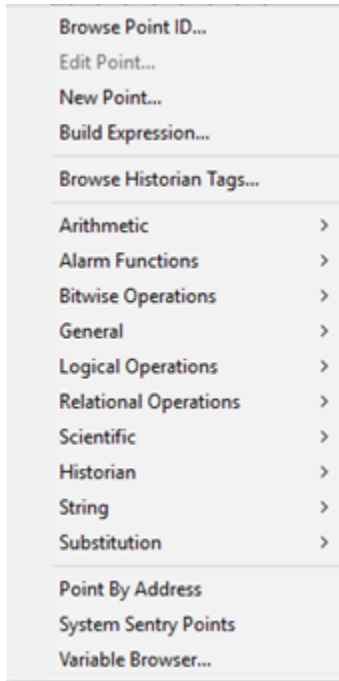 Browse Point ID...
Edit Point...
New Point...
Build Expression...
Browse Historian Tags...
Arithmetic
Alarm Functions
Bitwise Operations
General
Logical Operations
Relational Operations
Scientific
Historian
String
Substitution
Point By Address
System Sentry Points
Variable Browser...